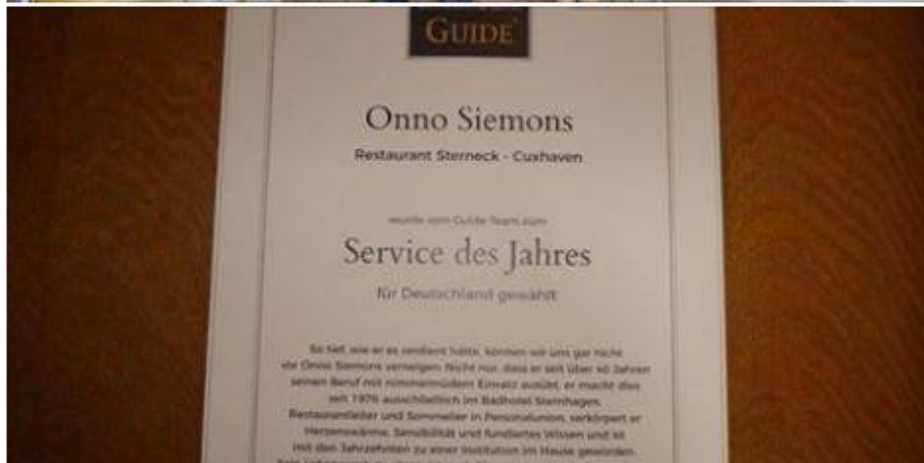 GUIDE
Onno Siemons
Restaurant Sterneck - Cuxhaven
wurde vom Guide-Team zum
Service des Jahres
für Deutschland gewählt
So tief, wie er es verdient hätte, können wir uns gar nicht
vor Onno Siemons verneigen. Nicht nur, dass er seit über 40 Jahren
seinen Beruf mit nimmermüdem Einsatz ausübt, er macht dies
seit 1976 ausschließlich im Badhotel Sternhagen.
Restaurantleiter und Sommelier in Personalunion, verkörpert er
Herzenswärme, Sensibilität und fundiertes Wissen und ist
mit den Jahrzehnten zu einer Institution im Hause geworden.